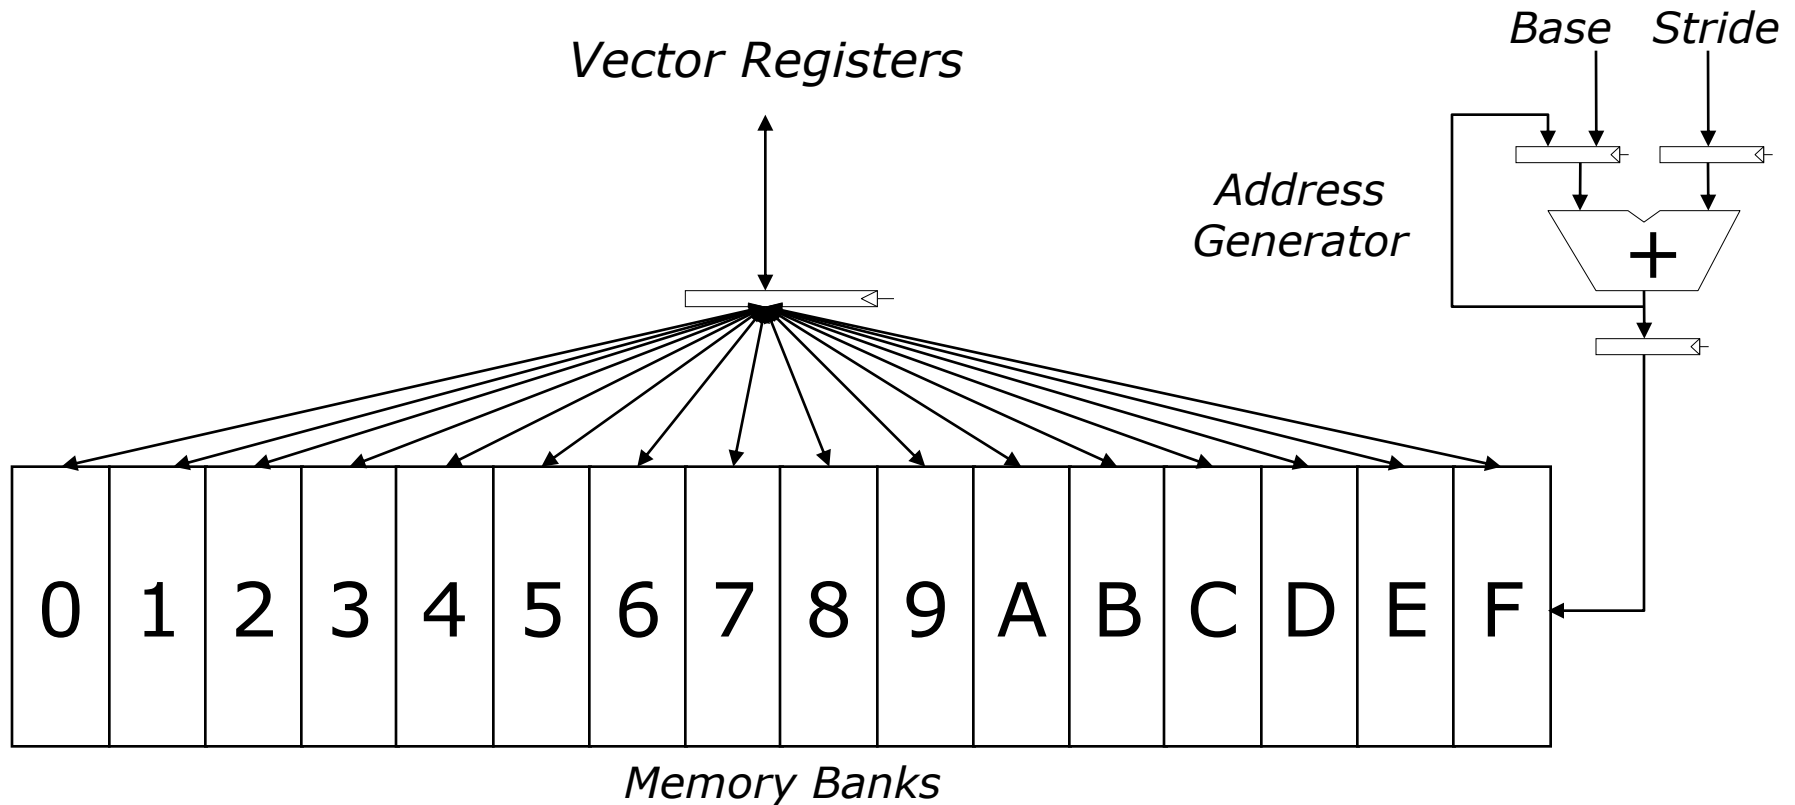 Base Stride
Vector Registers
Address
Generator
+
0 1 2 3 4 5 6 7 8 9 A B C D E F
Memory Banks